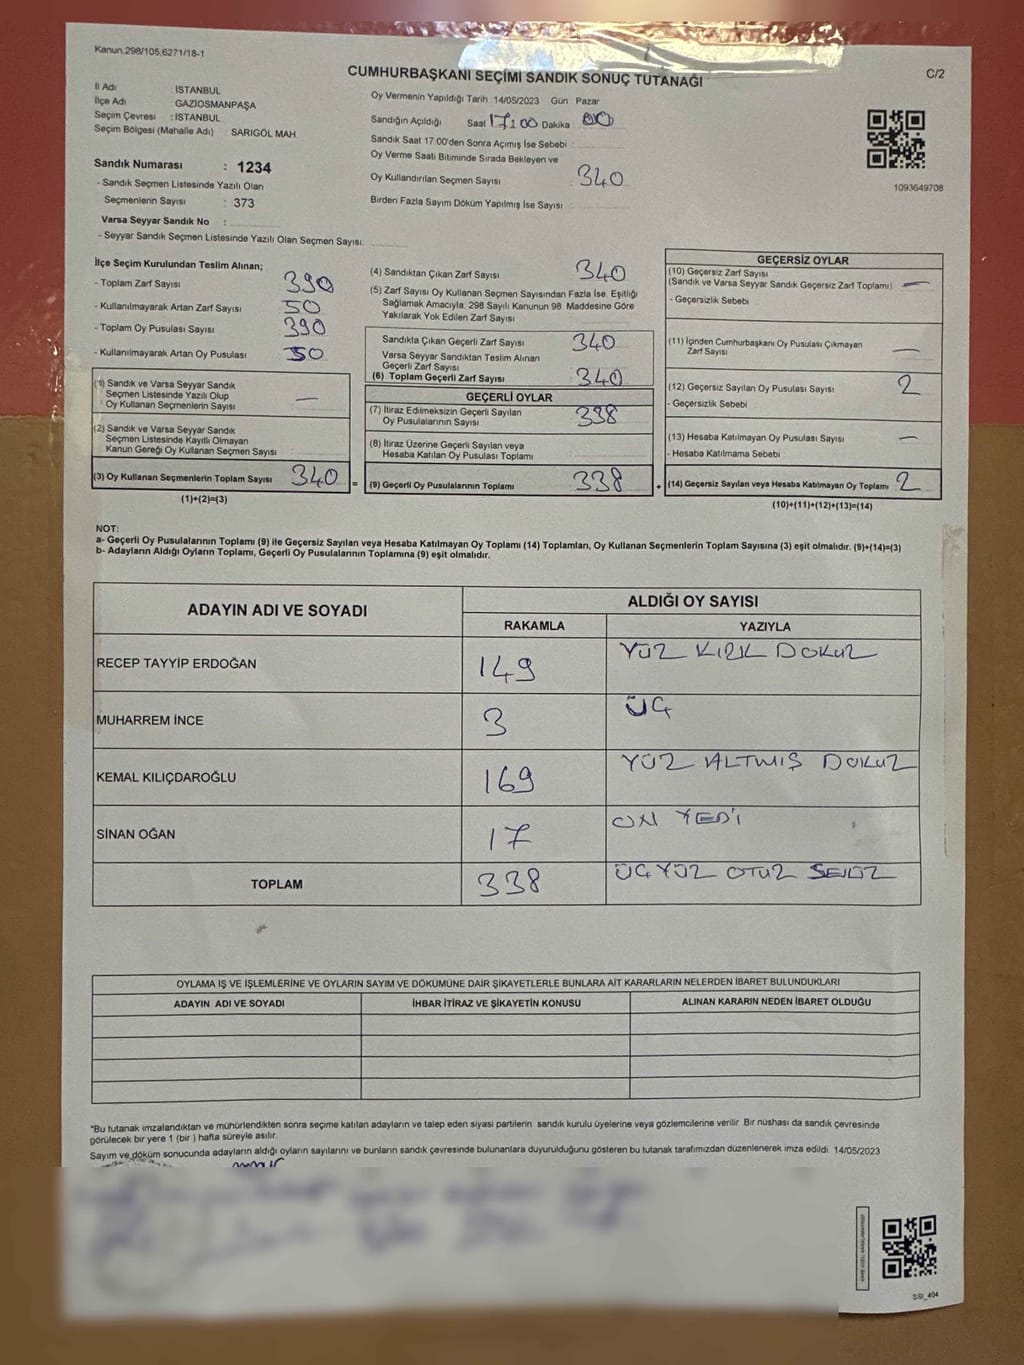 Kanun.298/105,6271/18-1
C/2
CUMHURBAŞKANI SEÇİMİ SANDIK SONUÇ TUTANAĞI
İl Adı ISTANBUL
İlçe Adı GAZİOSMANPAŞA
Seçim Çevresi : ISTANBUL
Seçim Bölgesi (Mahalle Adı) : SARIGÖL MAH
Sandık Numarası : 1234
- Sandık Seçmen Listesinde Yazılı Olan
Seçmenlerin Sayısı : 373
Varsa Seyyar Sandık No :
- Seyyar Sandık Seçmen Listesinde Yazılı Olan Seçmen Sayısı:
Oy Vermenin Yapıldığı Tarih 14/05/2023 Gün Pazar
Sandığın Açıldığı Saat 17:00 Dakika 00
Sandık Saat 17:00'den Sonra Açımış İse Sebebi :
Oy Verme Saati Bitiminde Sırada Bekleyen ve
Oy Kullandırılan Seçmen Sayısı : 340
Birden Fazla Sayım Döküm Yapılmış İse Sayısı :
1093649708
İlçe Seçim Kurulundan Teslim Alınan;
- Toplam Zarf Sayısı : 390
- Kullanılmayarak Artan Zarf Sayısı : 50
- Toplam Oy Pusulası Sayısı : 390
- Kullanılmayarak Artan Oy Pusulası : 50
(1) Sandık ve Varsa Seyyar Sandık
Seçmen Listesinde Yazılı Olup
Oy Kullanan Seçmenlerin Sayısı : —
(2) Sandık ve Varsa Seyyar Sandık
Seçmen Listesinde Kayıtlı Olmayan
Kanun Gereği Oy Kullanan Seçmen Sayısı :
(3) Oy Kullanan Seçmenlerin Toplam Sayısı 340 =
(1)+(2)=(3)
(4) Sandıktan Çıkan Zarf Sayısı : 340
(5) Zarf Sayısı Oy Kullanan Seçmen Sayısından Fazla İse, Eşitliği
Sağlamak Amacıyla, 298 Sayılı Kanunun 98. Maddesine Göre
Yakılarak Yok Edilen Zarf Sayısı :
Sandıkta Çıkan Geçerli Zarf Sayısı : 340
Varsa Seyyar Sandıktan Teslim Alınan
Geçerli Zarf Sayısı :
(6) Toplam Geçerli Zarf Sayısı : 340
GEÇERLİ OYLAR
(7) İtiraz Edilmeksizin Geçerli Sayılan
Oy Pusulalarının Sayısı : 338
(8) İtiraz Üzerine Geçerli Sayılan veya
Hesaba Katılan Oy Pusulası Toplamı :
(9) Geçerli Oy Pusulalarının Toplamı : 338 +
GEÇERSİZ OYLAR
(10) Geçersiz Zarf Sayısı
(Sandık ve Varsa Seyyar Sandık Geçersiz Zarf Toplamı) : —
- Geçersizlik Sebebi
(11) İçinden Cumhurbaşkanı Oy Pusulası Çıkmayan
Zarf Sayısı : —
(12) Geçersiz Sayılan Oy Pusulası Sayısı : 2
- Geçersizlik Sebebi
(13) Hesaba Katılmayan Oy Pusulası Sayısı : —
- Hesaba Katılmama Sebebi
(14) Geçersiz Sayılan veya Hesaba Katılmayan Oy Toplamı : 2
(10)+(11)+(12)+(13)=(14)
NOT:
a- Geçerli Oy Pusulalarının Toplamı (9) ile Geçersiz Sayılan veya Hesaba Katılmayan Oy Toplamı (14) Toplamları, Oy Kullanan Seçmenlerin Toplam Sayısına (3) eşit olmalıdır. (9)+(14)=(3)
b- Adayların Aldığı Oyların Toplamı, Geçerli Oy Pusulalarının Toplamına (9) eşit olmalıdır.
ADAYIN ADI VE SOYADI ALDIĞI OY SAYISI
RAKAMLA YAZIYLA
RECEP TAYYİP ERDOĞAN 149 YÜZ KIRK DOKUZ
MUHARREM İNCE 3 ÜÇ
KEMAL KILIÇDAROĞLU 169 YÜZ ALTMIŞ DOKUZ
SİNAN OĞAN 17 ON YEDİ
TOPLAM 338 ÜÇYÜZ OTUZ SEKİZ
OYLAMA İŞ VE İŞLEMLERİNE VE OYLARIN SAYIM VE DÖKÜMÜNE DAİR ŞİKAYETLERLE BUNLARA AİT KARARLARIN NELERDEN İBARET BULUNDUKLARI
ADAYIN ADI VE SOYADI İHBAR İTİRAZ VE ŞİKAYETİN KONUSU ALINAN KARARIN NEDEN İBARET OLDUĞU
*Bu tutanak imzalandıktan ve mühürlendikten sonra seçime katılan adayların ve talep eden siyasi partilerin sandık kurulu üyelerine veya gözlemcilerine verilir. Bir nüshası da sandık çevresinde
görülecek bir yere 1 (bir ) hafta süreyle asılır.
Sayım ve döküm sonucunda adayların aldığı oyların sayılarını ve bunların sandık çevresinde bulunanlara duyurulduğunu gösteren bu tutanak tarafımızdan düzenlenerek imza edildi. 14/05/2023
SSI_404